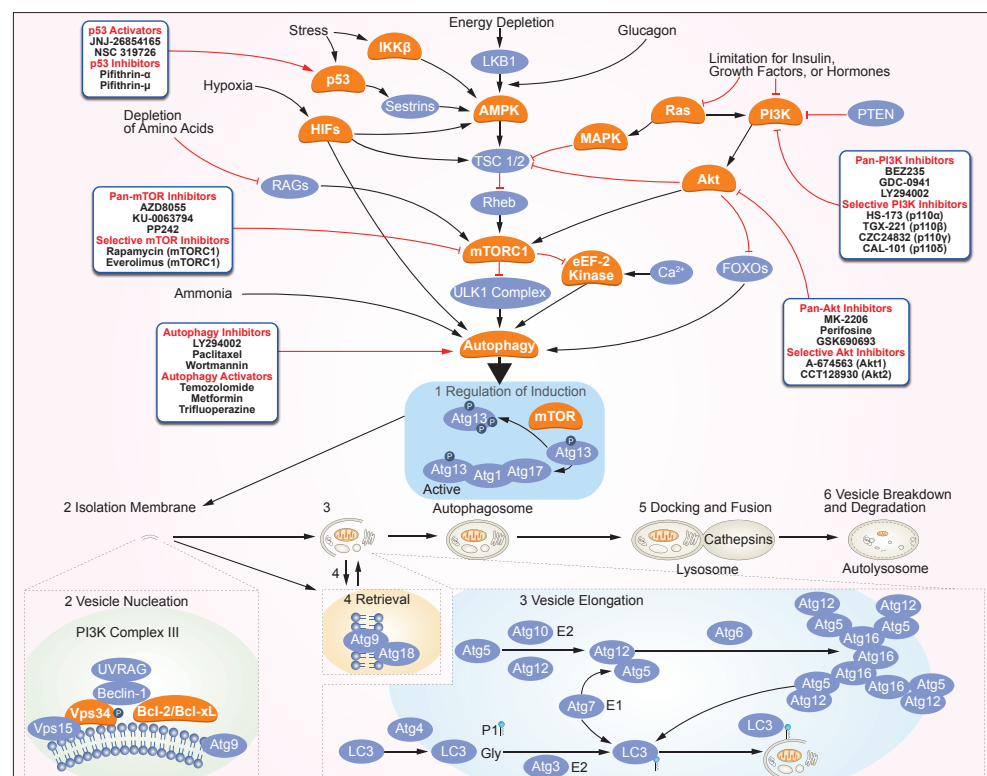 p53 Activators
JNJ-26854165
NSC 319726
p53 Inhibitors
Pifithrin-α
Pifithrin-μ
Stress
IKKβ
p53
Sestrins
Hypoxia
HIFs
Energy Depletion
LKB1
Glucagon
AMPK
Limitation for Insulin,
Growth Factors, or Hormones
Ras
PI3K
PTEN
MAPK
TSC 1/2
Akt
Depletion
of Amino Acids
RAGs
Rheb
Pan-mTOR Inhibitors
AZD8055
KU-0063794
PP242
Selective mTOR Inhibitors
Rapamycin (mTORC1)
Everolimus (mTORC1)
Pan-PI3K Inhibitors
BEZ235
GDC-0941
LY294002
Selective PI3K Inhibitors
HS-173 (p110α)
TGX-221 (p110β)
CZC24832 (p110γ)
CAL-101 (p110δ)
mTORC1
eEF-2
Kinase
Ca2+
FOXOs
Ammonia
ULK1 Complex
Pan-Akt Inhibitors
MK-2206
Perifosine
GSK690693
Selective Akt Inhibitors
A-674563 (Akt1)
CCT128930 (Akt2)
Autophagy Inhibitors
LY294002
Paclitaxel
Wortmannin
Autophagy Activators
Temozolomide
Metformin
Trifluoperazine
Autophagy
1 Regulation of Induction
P
Atg13
P
P
mTOR
P
Atg13
P
Atg13
Atg1
Atg17
Active
2 Isolation Membrane
3
Autophagosome
5 Docking and Fusion
Cathepsins
Lysosome
6 Vesicle Breakdown
and Degradation
Autolysosome
4
2 Vesicle Nucleation
PI3K Complex III
UVRAG
Beclin-1
Vps34
P
Bcl-2/Bcl-xL
Vps15
Atg9
4 Retrieval
Atg9
Atg18
3 Vesicle Elongation
Atg5
Atg10
E2
Atg12
Atg12
Atg5
Atg6
Atg7
E1
Atg12
Atg12
Atg5
Atg5
Atg16
Atg16
Atg5
Atg16
Atg5
Atg12
Atg12
LC3
Atg4
LC3
P1
Gly
Atg3
E2
LC3
LC3